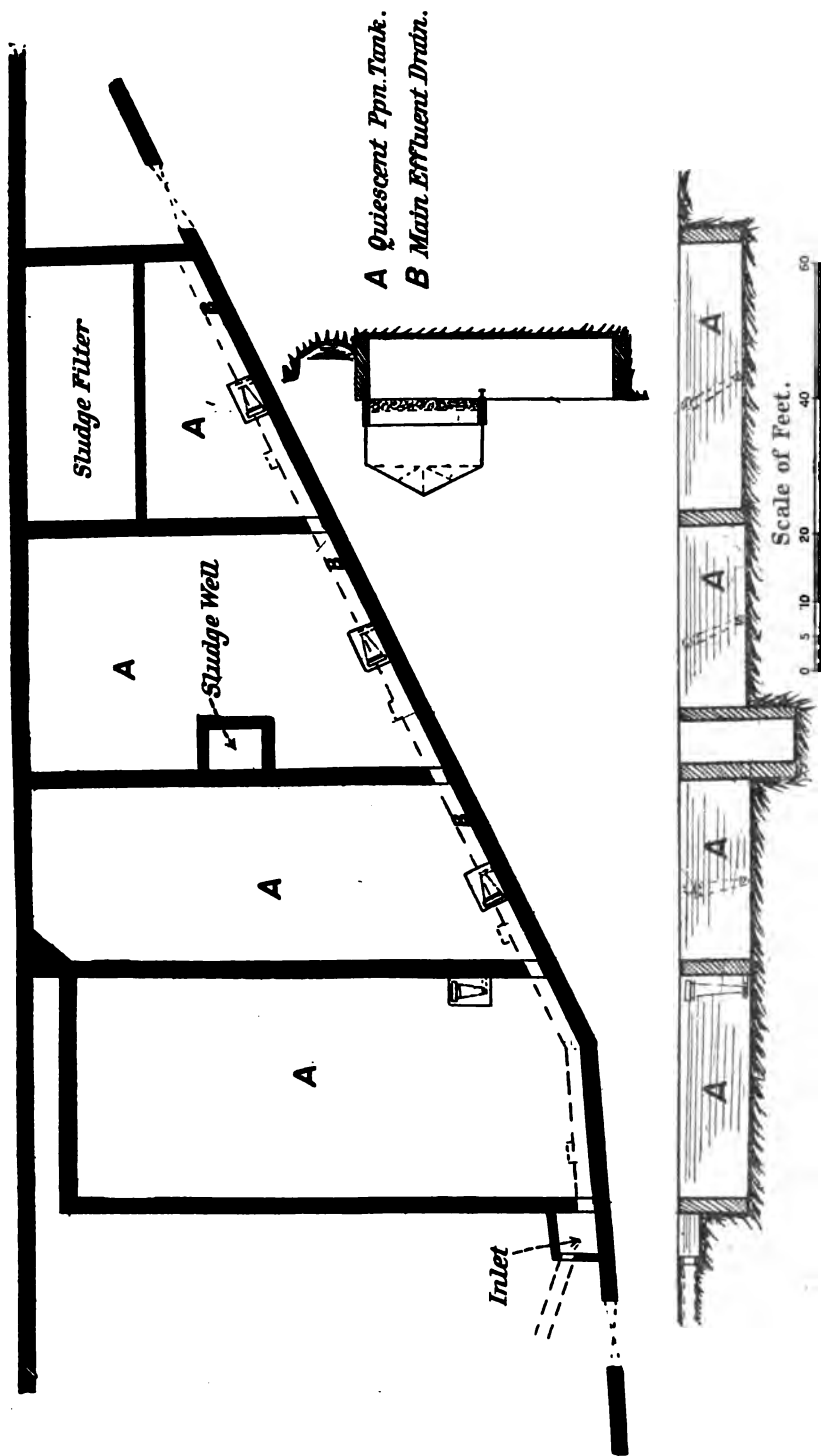 A Quiescent Ppn. Tank.
B Main Effluent Drain.
Sludge Filter
A
B
A
Sludge Well
B
A
B
A
Inlet
A
A
A
A
Scale of Feet.
0 5 10 20 40 60